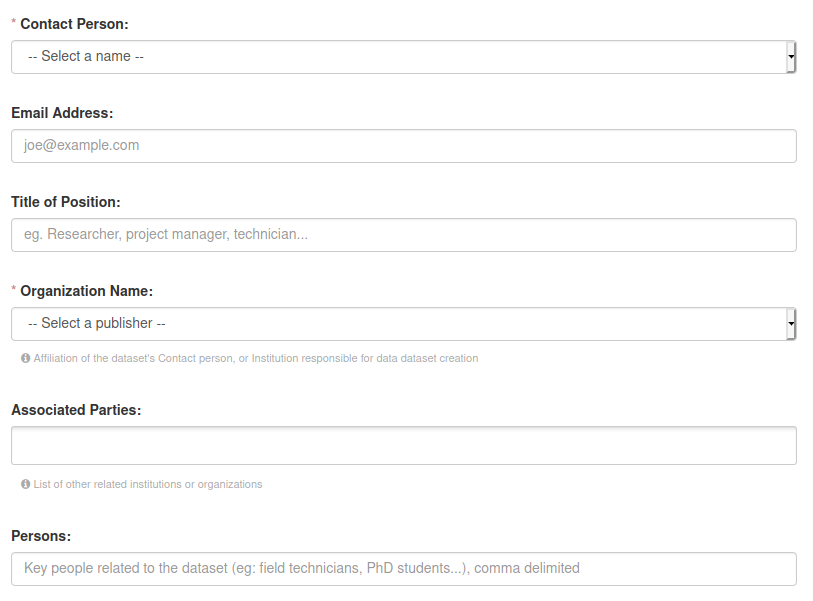 * Contact Person:
-- Select a name --
Email Address:
joe@example.com
Title of Position:
eg. Researcher, project manager, technician...
* Organization Name:
-- Select a publisher --
Affiliation of the dataset's Contact person, or Institution responsible for data dataset creation
Associated Parties:
List of other related institutions or organizations
Persons:
Key people related to the dataset (eg: field technicians, PhD students...), comma delimited